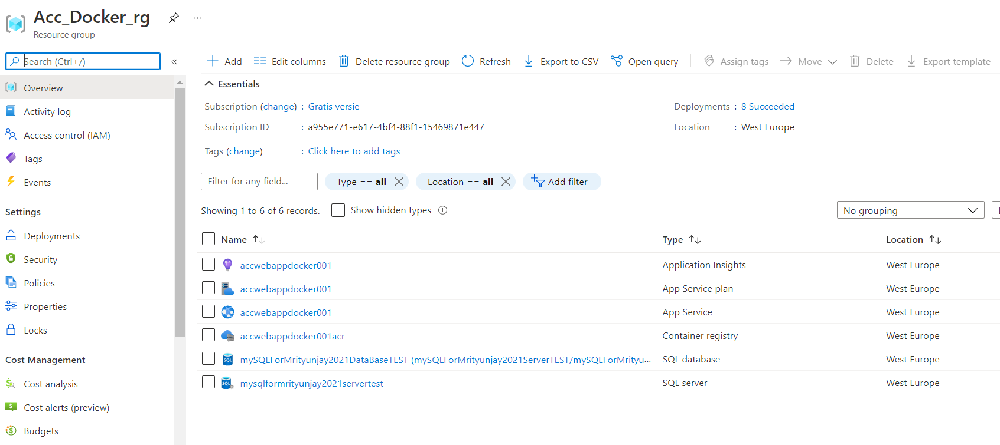 Acc_Docker_rg
...
Resource group
Search (Ctrl+/)
«
Add
Edit columns
Delete resource group
Refresh
Export to CSV
Open query
Assign tags
Move
Delete
Export template
Overview
Activity log
Access control (IAM)
Tags
Events
Settings
Deployments
Security
Policies
Properties
Locks
Cost Management
Cost analysis
Cost alerts (preview)
Budgets
Essentials
Subscription (change) : Gratis versie
Deployments : 8 Succeeded
Subscription ID : a955e771-e617-4bf4-88f1-15469871e447
Location : West Europe
Tags (change) : Click here to add tags
Filter for any field...
Type == all
Location == all
Add filter
Showing 1 to 6 of 6 records.
Show hidden types
No grouping
Name Type Location
accwebappdocker001 Application Insights West Europe
accwebappdocker001 App Service plan West Europe
accwebappdocker001 App Service West Europe
accwebappdocker001acr Container registry West Europe
SQL mySQLForMrityunjay2021DataBaseTEST (mySQLForMrityunjay2021ServerTEST/mySQLForMrityu... SQL database West Europe
SQL mysqlformrityunjay2021servertest SQL server West Europe